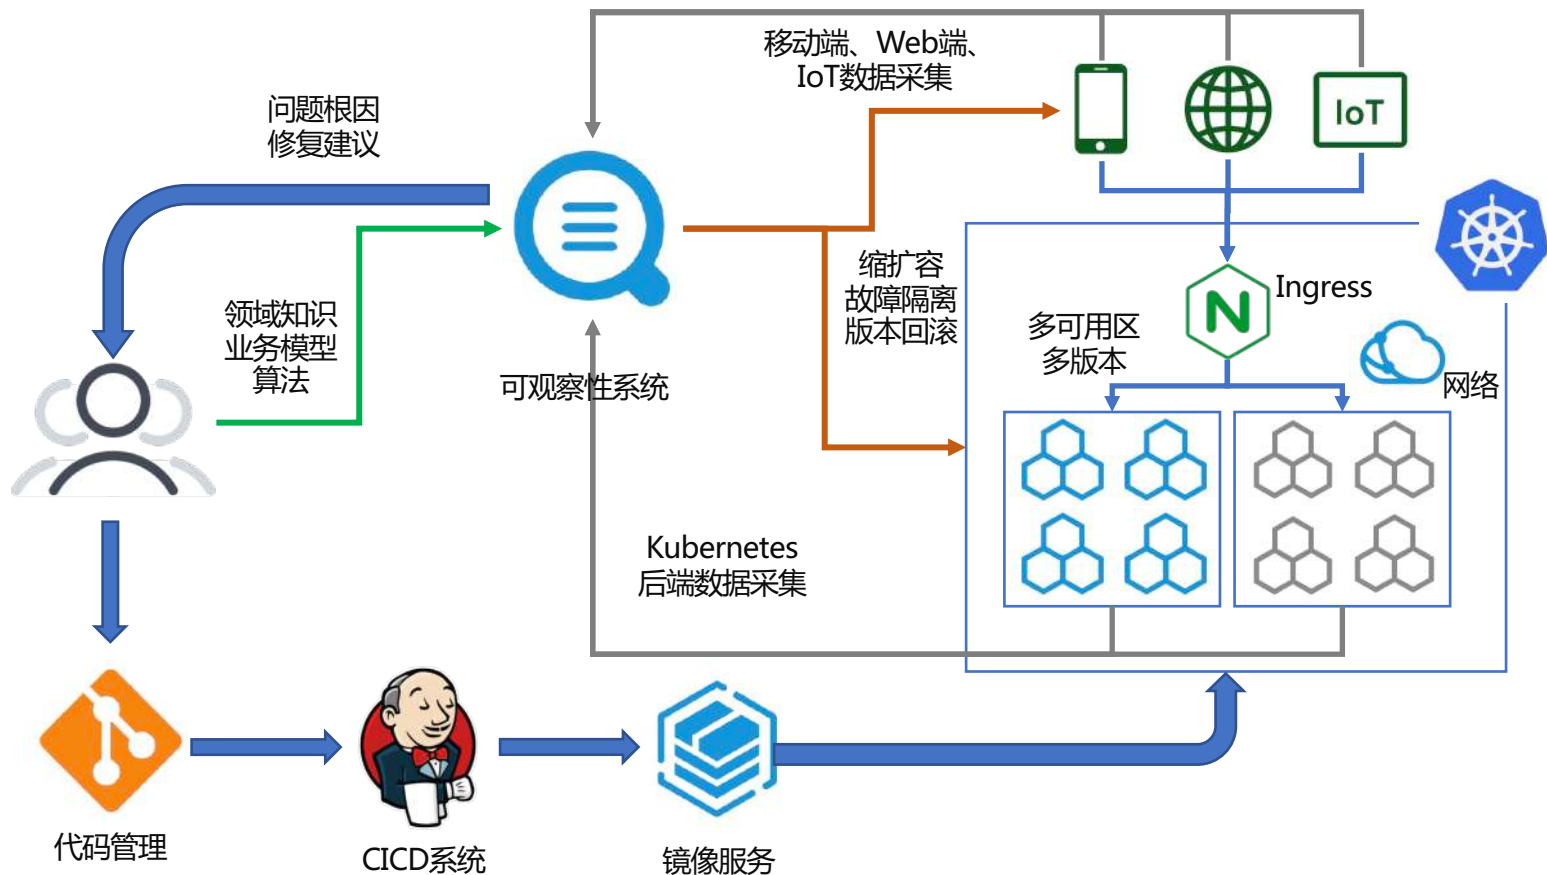 移动端、Web端、
IoT数据采集
IoT
问题根因
修复建议
领域知识
业务模型
算法
缩扩容
故障隔离
版本回滚
Ingress
多可用区
多版本
网络
可观察性系统
Kubernetes
后端数据采集
代码管理
CICD系统
镜像服务